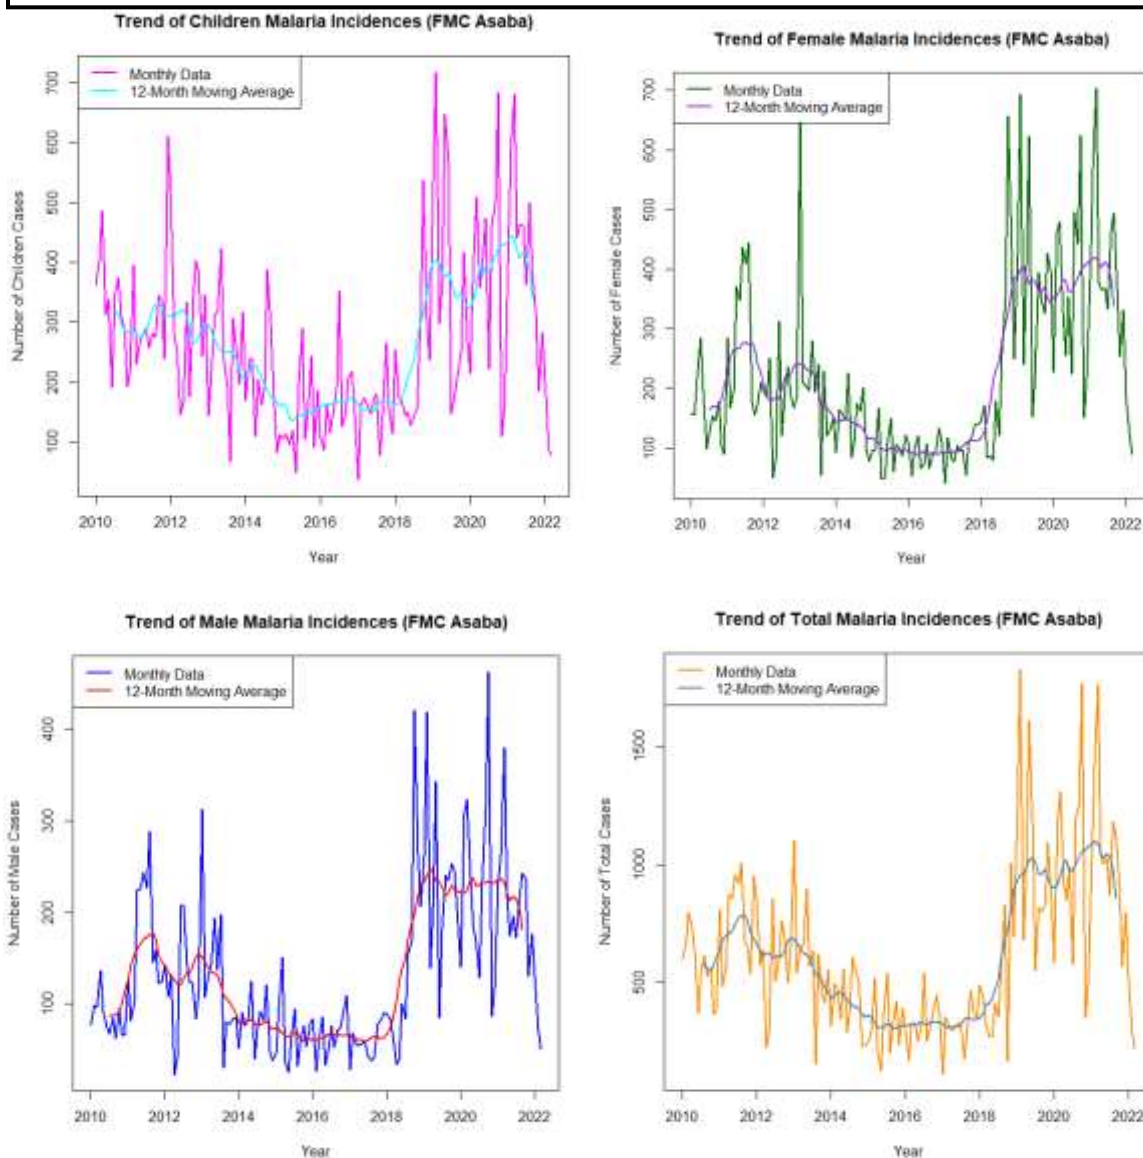 Trend of Children Malaria Incidences (FMC Asaba)
Monthly Data
12-Month Moving Average
Number of Children Cases
700
600
500
400
300
200
100
2010 2012 2014 2016 2018 2020 2022
Year
Trend of Female Malaria Incidences (FMC Asaba)
Monthly Data
12-Month Moving Average
Number of Female Cases
700
600
500
400
300
200
100
2010 2012 2014 2016 2018 2020 2022
Year
Trend of Male Malaria Incidences (FMC Asaba)
Monthly Data
12-Month Moving Average
Number of Male Cases
400
300
200
100
2010 2012 2014 2016 2018 2020 2022
Year
Trend of Total Malaria Incidences (FMC Asaba)
Monthly Data
12-Month Moving Average
Number of Total Cases
1500
1000
500
2010 2012 2014 2016 2018 2020 2022
Year